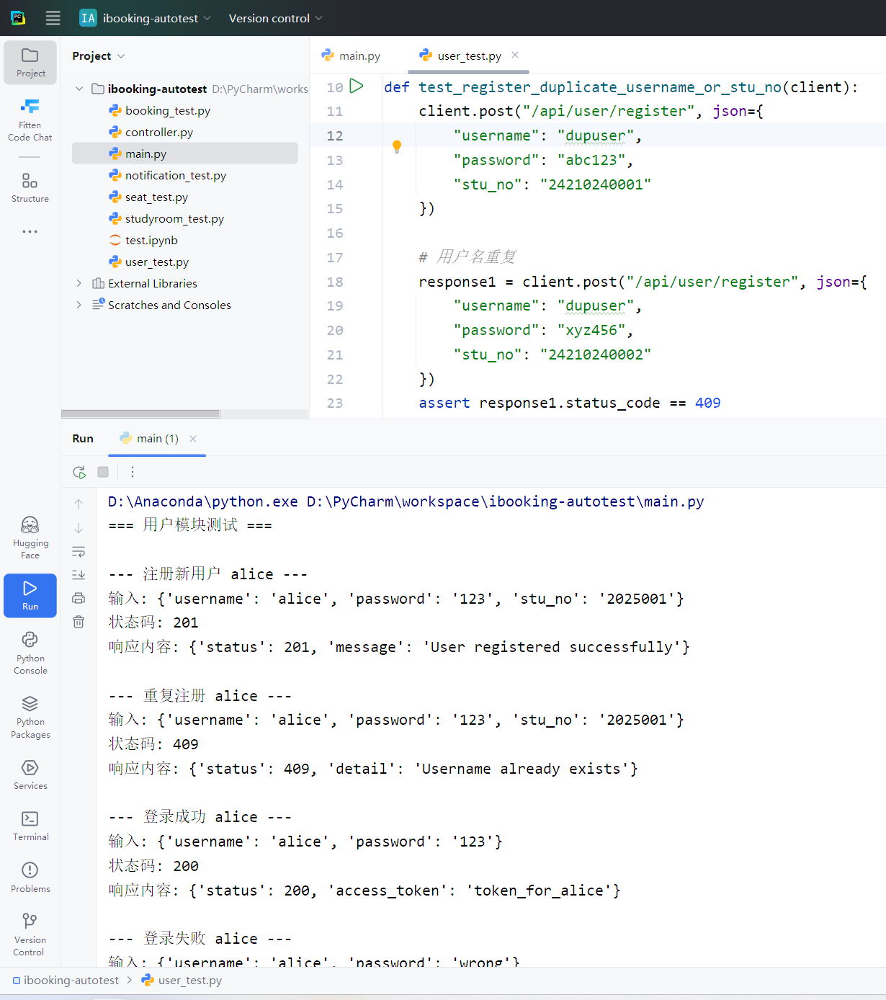 PC
IA ibooking-autotest
Version control
Project
Fitten
Code Chat
Structure
Project
ibooking-autotest D:\PyCharm\works
booking_test.py
controller.py
main.py
notification_test.py
seat_test.py
studyroom_test.py
test.ipynb
user_test.py
External Libraries
Scratches and Consoles
main.py
user_test.py
10 def test_register_duplicate_username_or_stu_no(client):
11 client.post("/api/user/register", json={
12 "username": "dupuser",
13 "password": "abc123",
14 "stu_no": "24210240001"
15 })
16
17 # 用户名重复
18 response1 = client.post("/api/user/register", json={
19 "username": "dupuser",
20 "password": "xyz456",
21 "stu_no": "24210240002"
22 })
23 assert response1.status_code == 409
Run
main (1)
Hugging
Face
Run
Python
Console
Python
Packages
Services
Terminal
Problems
Version
Control
D:\Anaconda\python.exe D:\PyCharm\workspace\ibooking-autotest\main.py
=== 用户模块测试 ===
--- 注册新用户 alice ---
输入: {'username': 'alice', 'password': '123', 'stu_no': '2025001'}
状态码: 201
响应内容: {'status': 201, 'message': 'User registered successfully'}
--- 重复注册 alice ---
输入: {'username': 'alice', 'password': '123', 'stu_no': '2025001'}
状态码: 409
响应内容: {'status': 409, 'detail': 'Username already exists'}
--- 登录成功 alice ---
输入: {'username': 'alice', 'password': '123'}
状态码: 200
响应内容: {'status': 200, 'access_token': 'token_for_alice'}
--- 登录失败 alice ---
输入: {'username': 'alice', 'password': 'wrong'}
ibooking-autotest > user_test.py